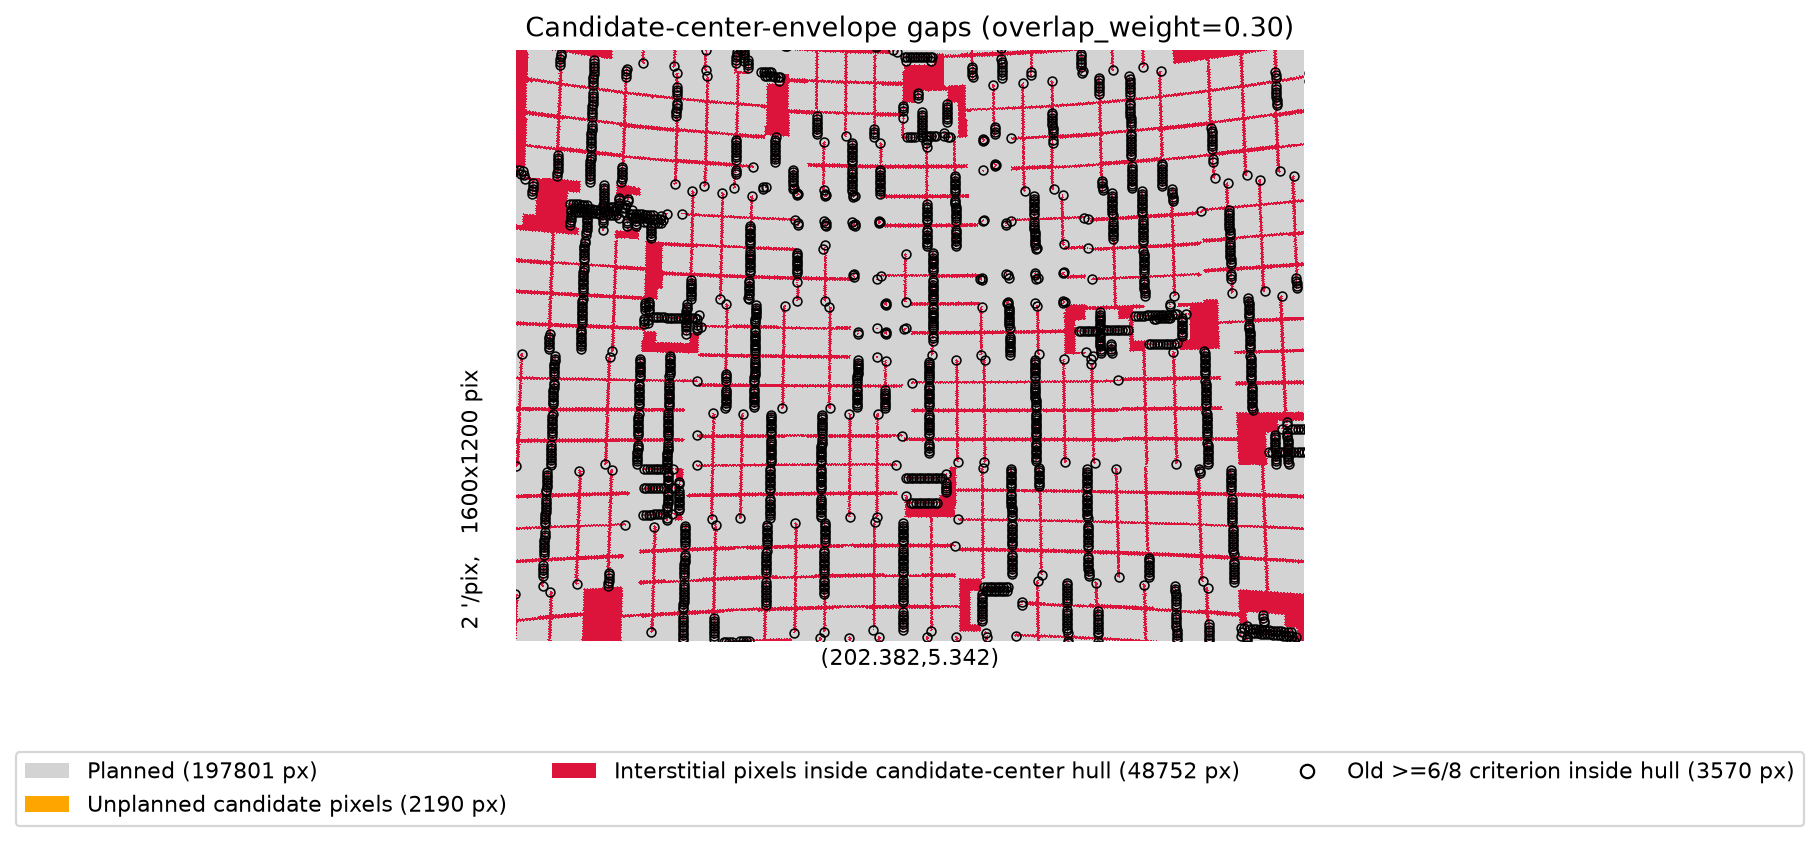 Candidate-center-envelope gaps (overlap_weight=0.30)
2 '/pix,   1600x1200 pix
(202.382,5.342)
Planned (197801 px)
Unplanned candidate pixels (2190 px)
Interstitial pixels inside candidate-center hull (48752 px)
Old >=6/8 criterion inside hull (3570 px)